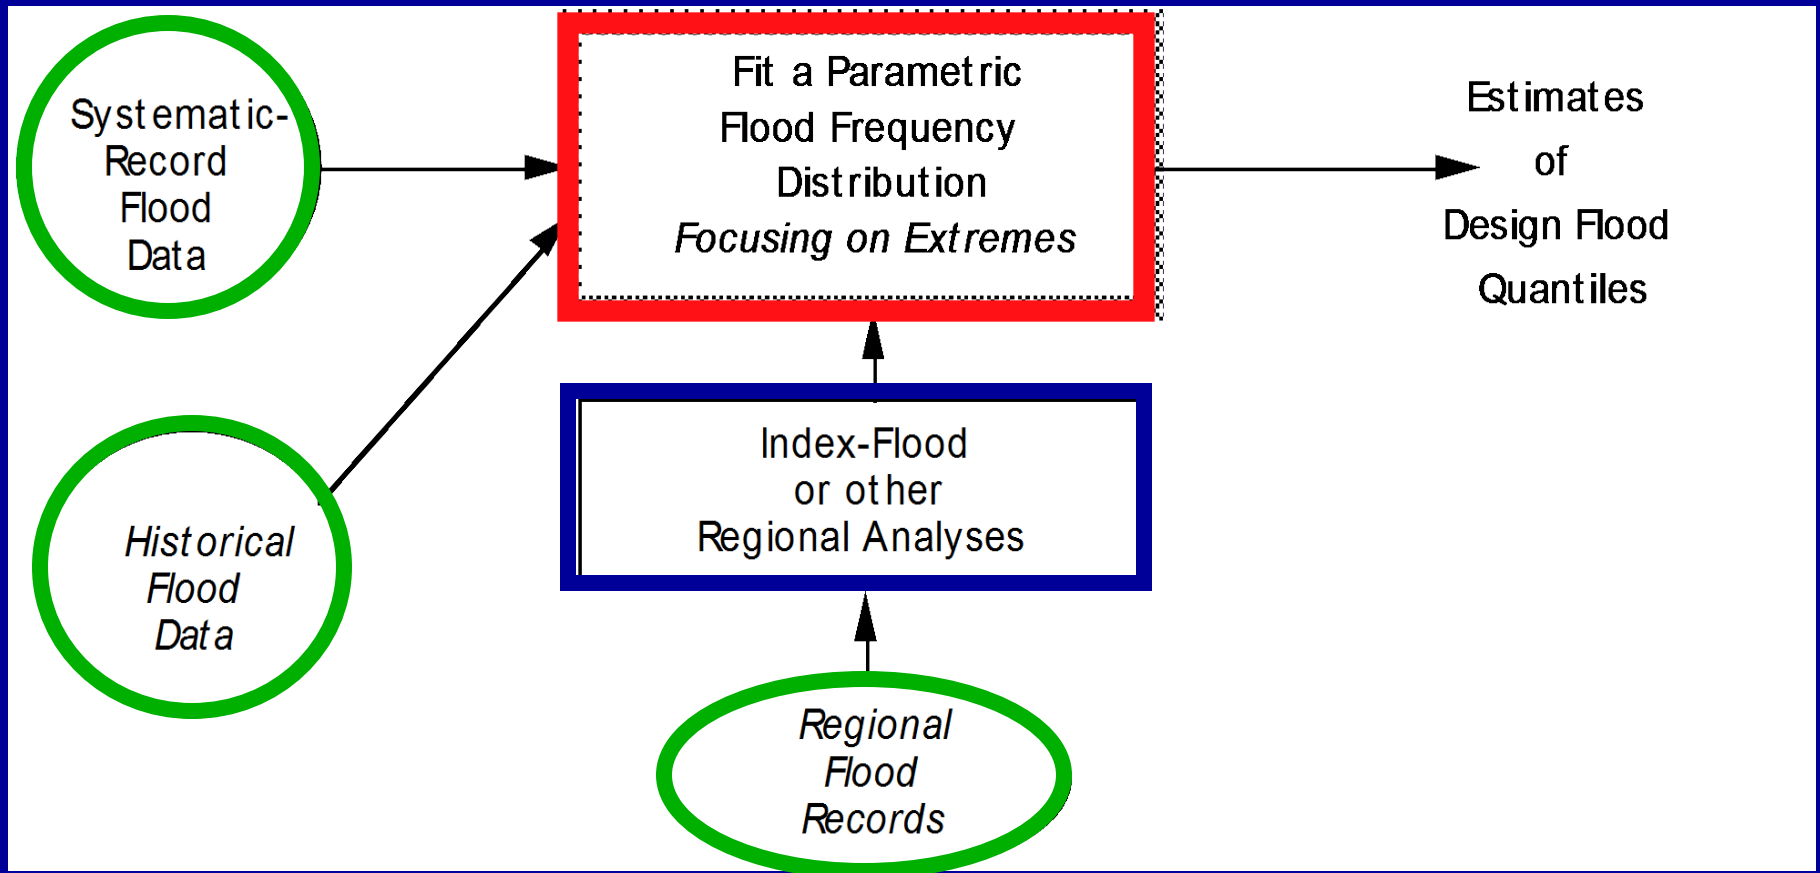 Systematic-
Record
Flood
Data
Fit a Parametric
Flood Frequency
Distribution
Focusing on Extremes
Estimates
of
Design Flood
Quantiles
Historical
Flood
Data
Index-Flood
or other
Regional Analyses
Regional
Flood
Records